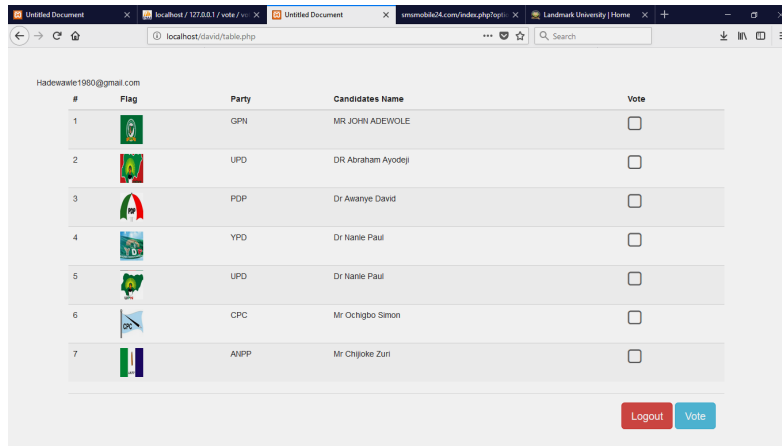 Untitled Document
localhost / 127.0.0.1 / vote / vo
Untitled Document
smsmobile24.com/index.php?opti
Landmark University | Home
localhost/david/table.php
Search
Hadewawle1980@gmail.com
# Flag Party Candidates Name Vote
1 GPN MR JOHN ADEWOLE
2 UPD DR Abraham Ayodeji
3 PDP PDP Dr Awanye David
4 YPD Dr Nanle Paul
5 UPD Dr Nanle Paul
6 CPC CPC Mr Ochigbo Simon
7 ANPP Mr Chijioke Zuri
Logout Vote